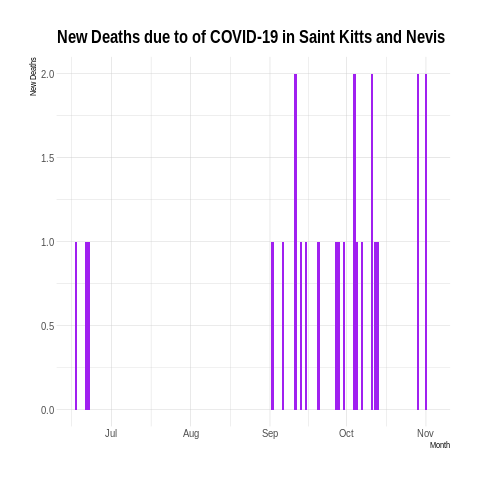 New Deaths due to of COVID-19 in Saint Kitts and Nevis
New Deaths
2.0
1.5
1.0
0.5
0.0
Jul Aug Sep Oct Nov
Month